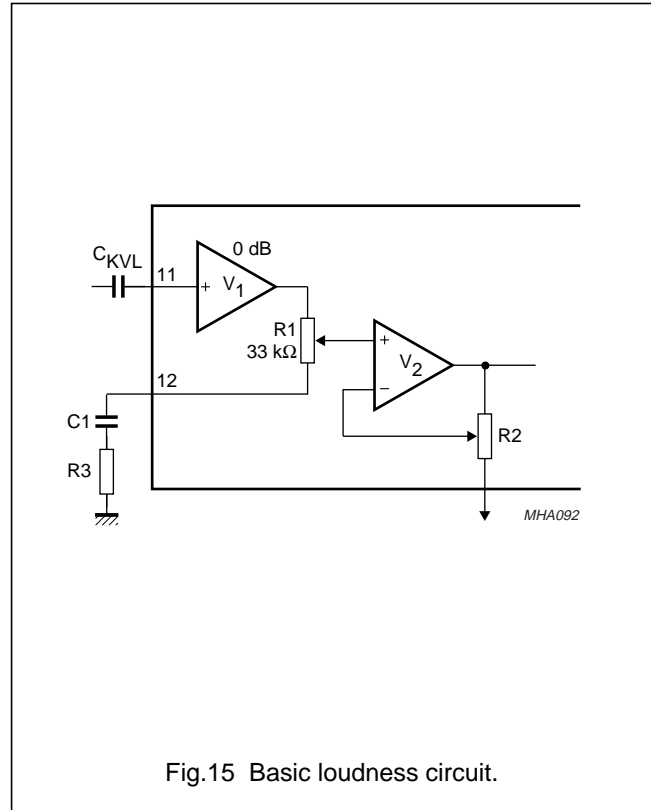 0 dB
C_KVL
11
+
V_1
R1
33 kΩ
+
V_2
−
12
C1
R2
R3
MHA092
Fig.15 Basic loudness circuit.